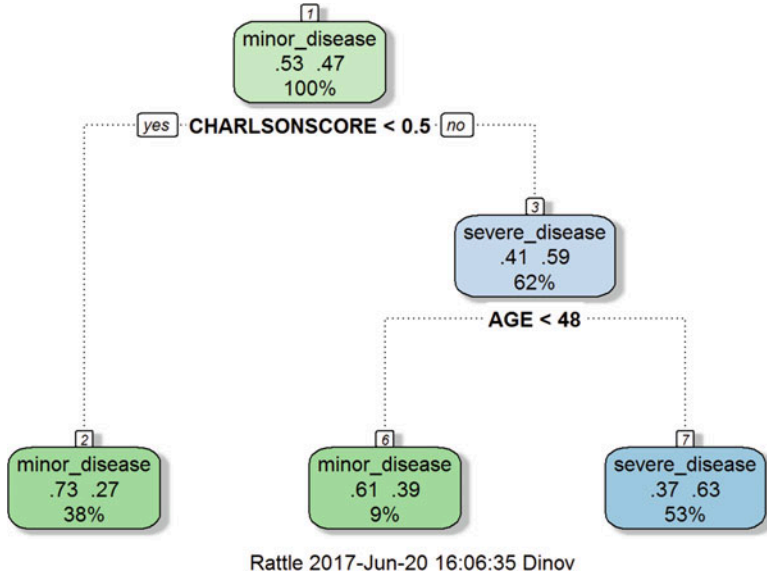 1
minor_disease
.53 .47
100%
yes CHARLSONSCORE < 0.5 no
3
severe_disease
.41 .59
62%
AGE < 48
2
minor_disease
.73 .27
38%
6
minor_disease
.61 .39
9%
7
severe_disease
.37 .63
53%
Rattle 2017-Jun-20 16:06:35 Dinov